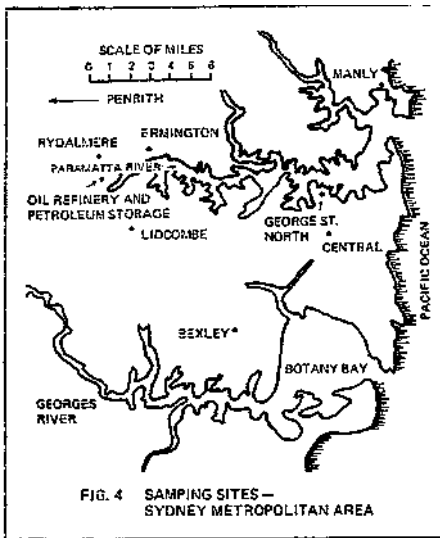 SCALE OF MILES
0 1 2 3 4 5 6
MANLY
PENRITH
ERMINGTON
RYDALMERE
PARAMATTA RIVER
OIL REFINERY AND
PETROLEUM STORAGE
LIDCOMBE
GEORGE ST.
NORTH
CENTRAL
PACIFIC OCEAN
BEXLEY
BOTANY BAY
GEORGES
RIVER
FIG. 4 SAMPING SITES –
SYDNEY METROPOLITAN AREA